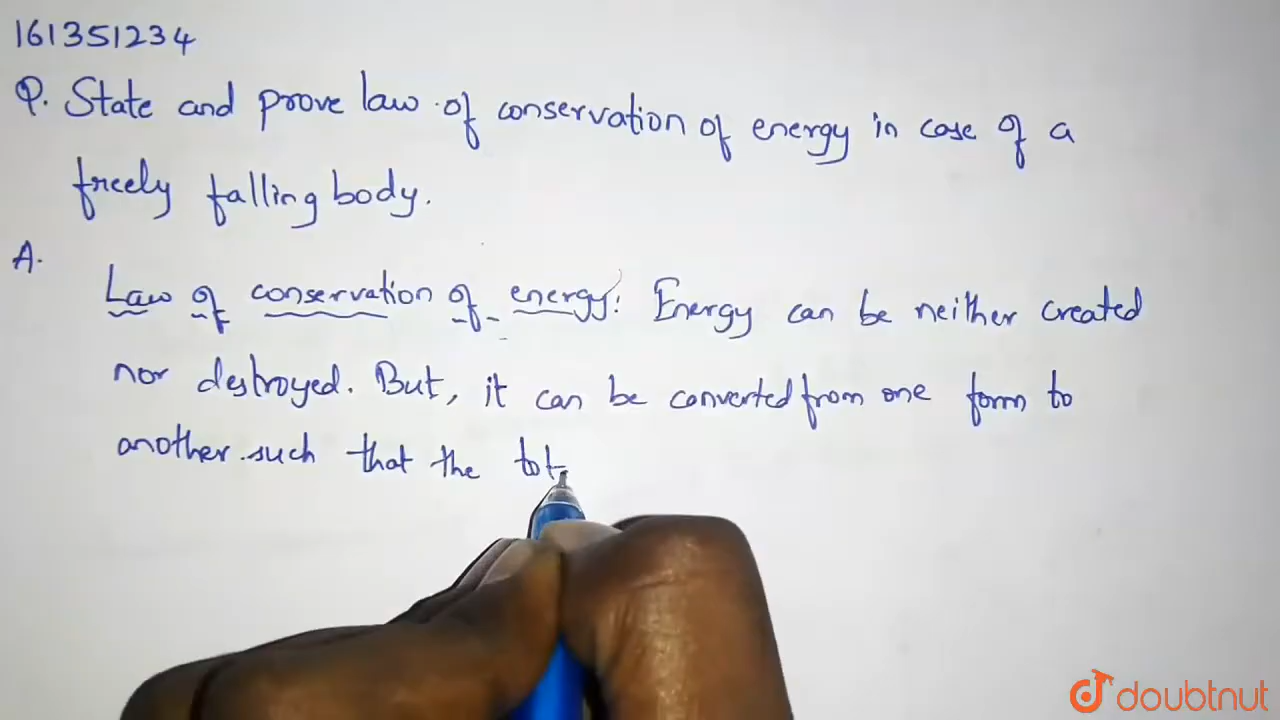 161351234
Q. State and prove law of conservation of energy in case of a
freely falling body.
A.
Law of conservation of energy: Energy can be neither created
nor destroyed. But, it can be converted from one form to
another such that the tot
doubtnut